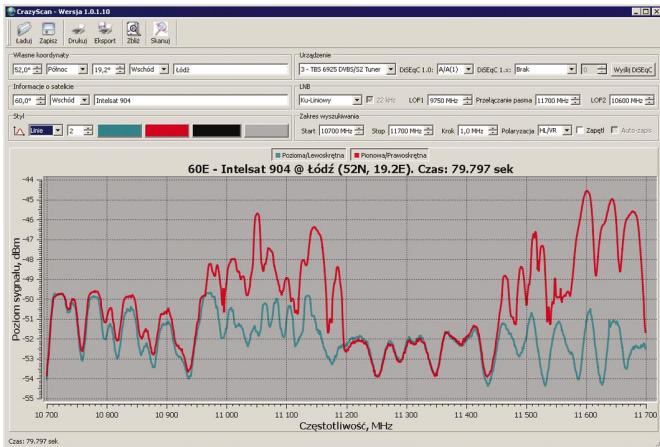 CrazyScan - Wersja 1.0.1.10
Ładuj Zapisz Drukuj Eksport Zbliż Skanuj
Własne koordynaty
52,0° Północ 19,2° Wschód Łódź
Urządzenie
3 - TBS 6925 DVBS/S2 Tuner DiSEqC 1.0: A/A(1) DiSEqC 1.x: Brak 0 Wyślij DiSEqC
Informacje o satelicie
60,0° Wschód Intelsat 904
LNB
Ku-Liniowy 22 kHz LOF1 9750 MHz Przełączanie pasma 11700 MHz LOF2 10600 MHz
Styl
Linie 2
Zakres wyszukiwania
Start 10700 MHz Stop 11700 MHz Krok 1,0 MHz Polaryzacja HL/VR Zapętl Auto-zapis
Pozioma/Lewoskrętna Pionowa/Prawoskrętna
60E - Intelsat 904 @ Łódź (52N, 19.2E). Czas: 79.797 sek
Poziom sygnału, dBm
-44
-45
-46
-47
-48
-49
-50
-51
-52
-53
-54
-55
10 700 10 800 10 900 11 000 11 100 11 200 11 300 11 400 11 500 11 600 11 700
Częstotliwość, MHz
Czas: 79.797 sek